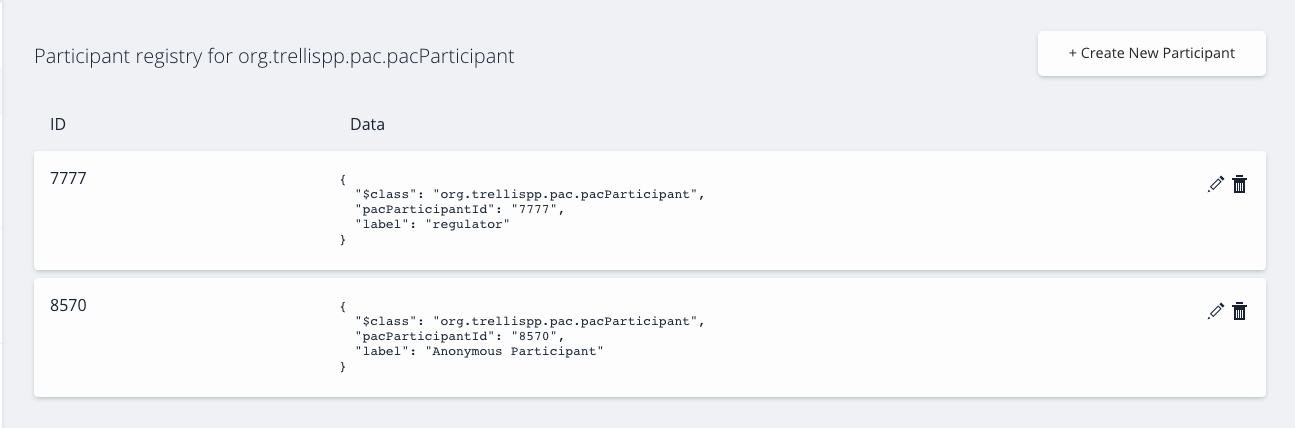 Participant registry for org.trellispp.pac.pacParticipant
+ Create New Participant
ID Data
7777
{
"$class": "org.trellispp.pac.pacParticipant",
"pacParticipantId": "7777",
"label": "regulator"
}
8570
{
"$class": "org.trellispp.pac.pacParticipant",
"pacParticipantId": "8570",
"label": "Anonymous Participant"
}